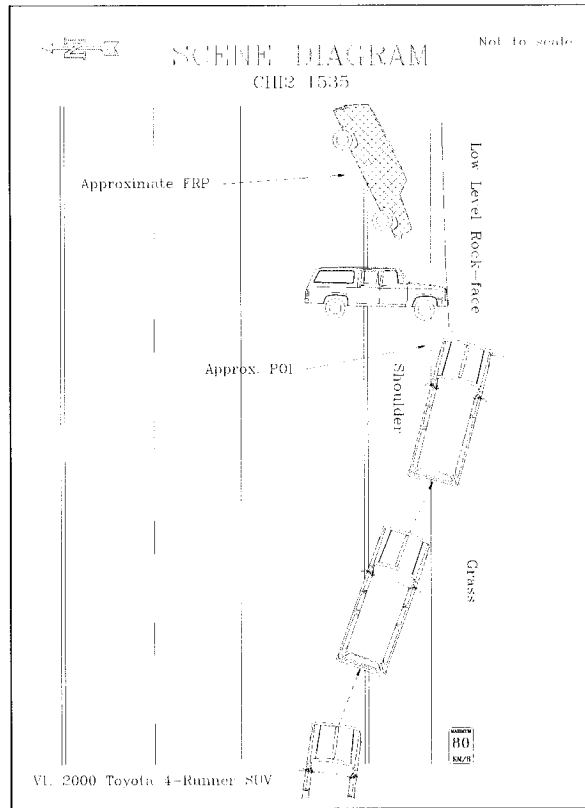 SCENE DIAGRAM
Not to scale
CHI2 1535
N
Low Level Rock-face
Approximate FRP
Approx. POI
Shoulder
Grass
MAXIMUM
80
KM/H
V1. 2000 Toyota 4-Runner SUV